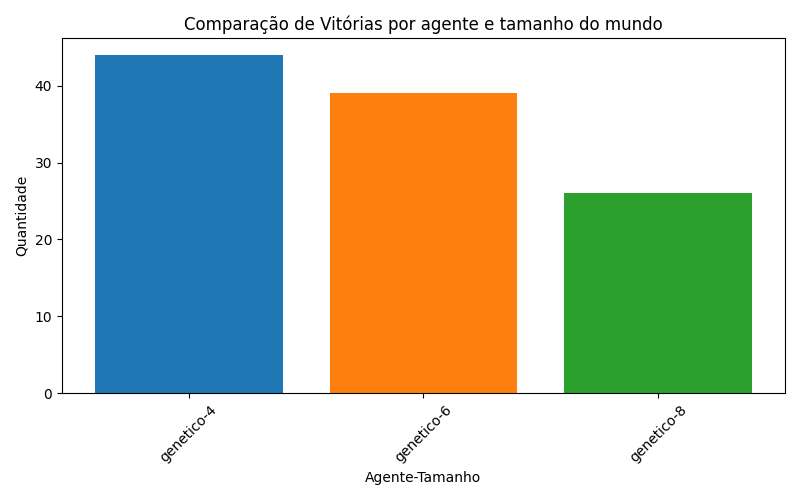 Comparação de Vitórias por agente e tamanho do mundo
Quantidade
40
30
20
10
0
genetico-4
genetico-6
genetico-8
Agente-Tamanho